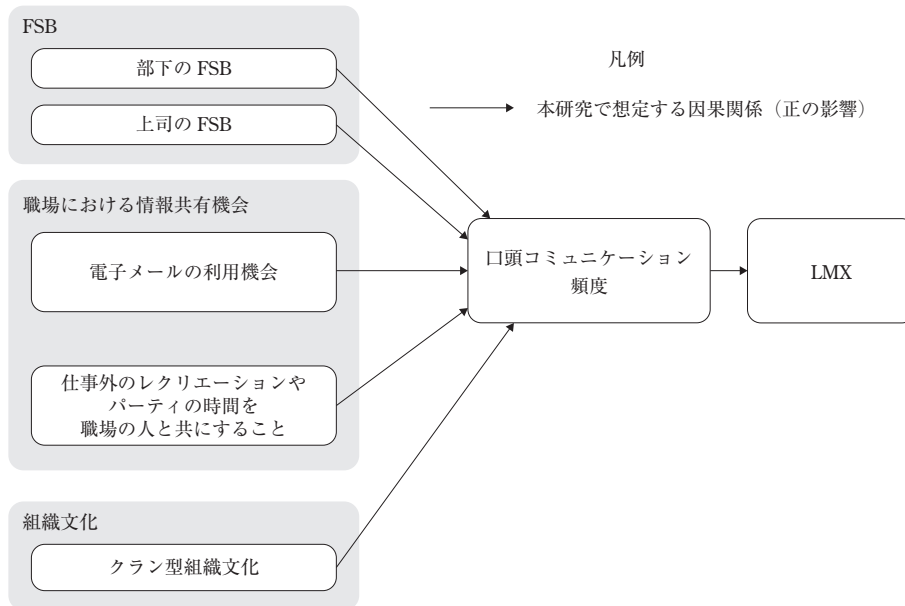 FSB
部下の FSB
上司の FSB
凡例
本研究で想定する因果関係（正の影響）
職場における情報共有機会
電子メールの利用機会
仕事外のレクリエーションや
パーティの時間を
職場の人と共にすること
組織文化
クラン型組織文化
口頭コミュニケーション
頻度
LMX